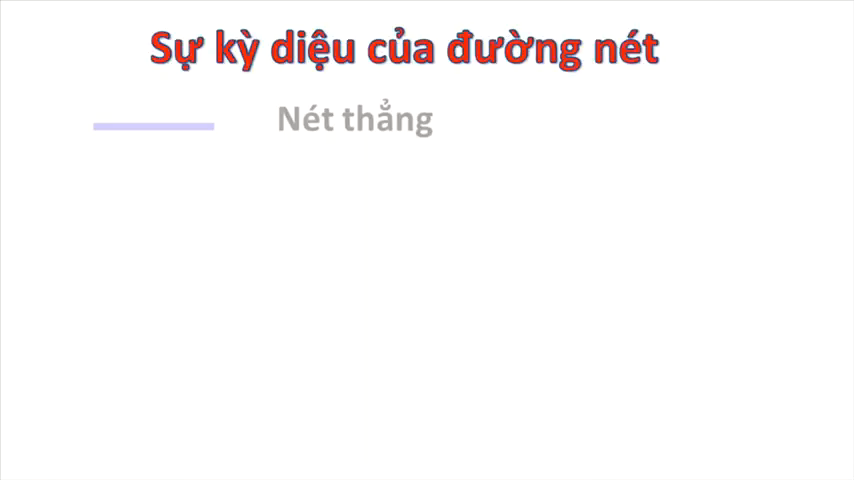 Sự kỳ diệu của đường nét
Nét thẳng